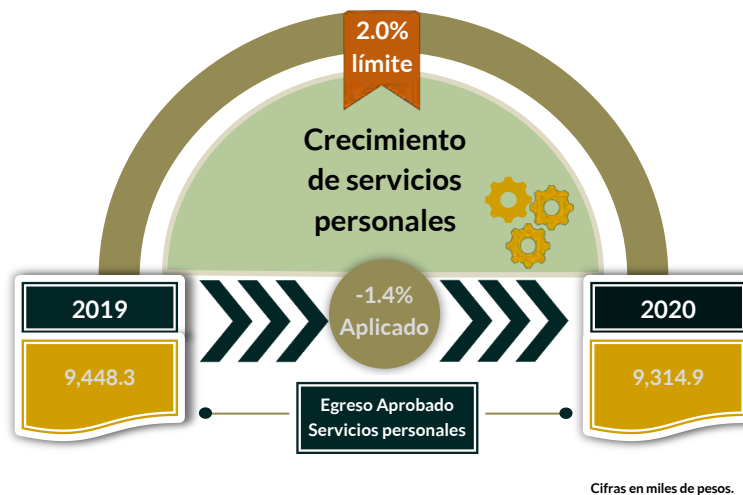 2.0%
límite
Crecimiento
de servicios
personales
2019
-1.4%
Aplicado
2020
9,448.3
9,314.9
Egreso Aprobado
Servicios personales
Cifras en miles de pesos.